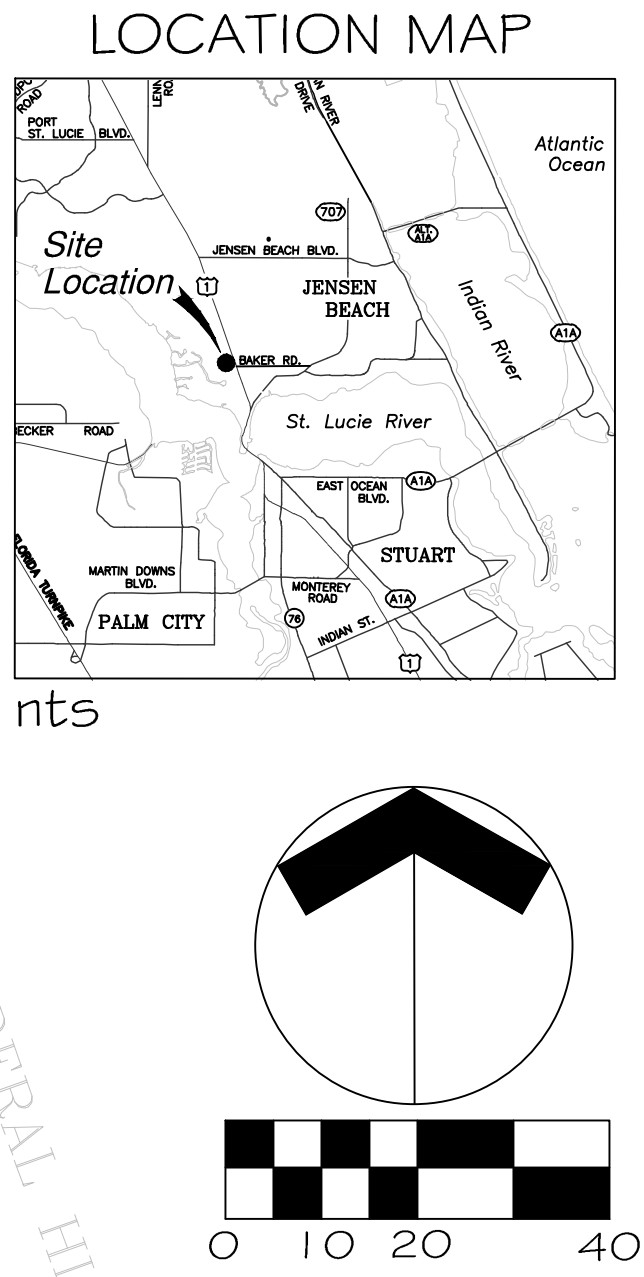 LOCATION MAP
ROAD
PORT
ST. LUCIE BLVD.
DRIVE
RIVER
Atlantic
Ocean
707
ALT.
A1A
Site
Location
JENSEN BEACH BLVD.
1
JENSEN
BEACH
Indian River
A1A
BAKER RD.
St. Lucie River
ECKER ROAD
EAST OCEAN
BLVD.
A1A
FLORIDA TURNPIKE
STUART
MARTIN DOWNS
BLVD.
MONTEREY
ROAD
A1A
PALM CITY
76
INDIAN ST.
1
nts
DERAL HI
0 10 20 40